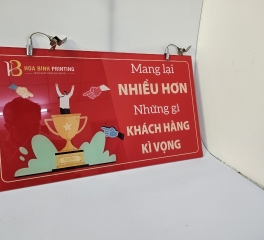 HÒA BÌNH PRINTING
Mang lại
NHIỀU HƠN
Những gì
KHÁCH HÀNG
KÌ VỌNG